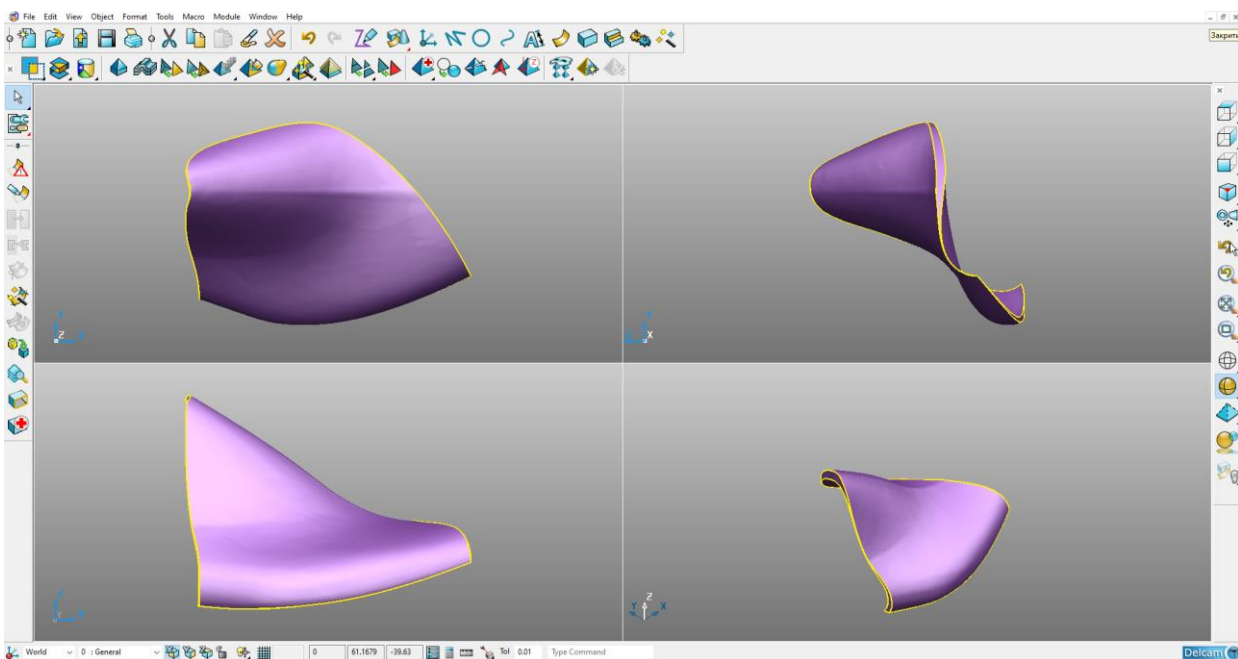 File Edit View Object Format Tools Macro Module Window Help
Закрити
Z
X
Y
Z
Y X
World 0 : General 0 61.1679 -39.63 Tol 0.01 Type Command
Delcam